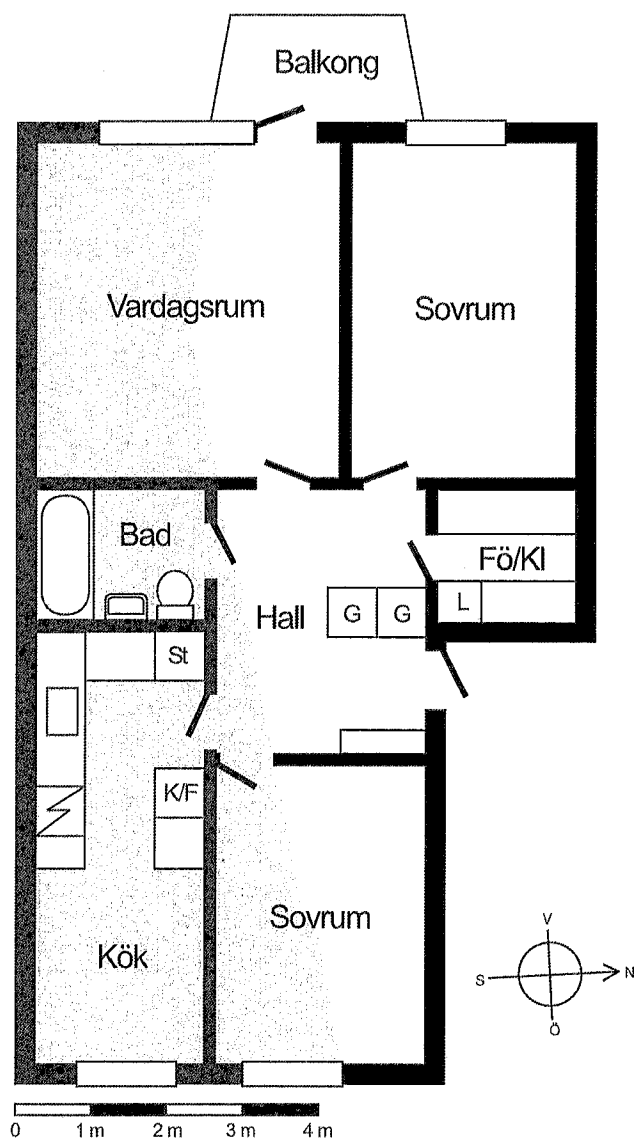 Balkong
Vardagsrum
Sovrum
Bad
Fö/Kl
Hall
G
G
L
St
K/F
Sovrum
Kök
V
S
N
Ö
0
1 m
2 m
3 m
4 m